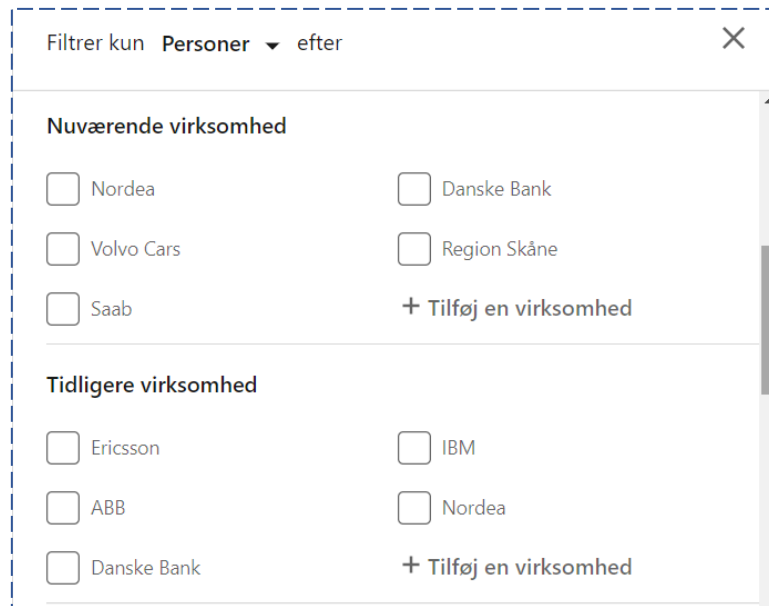 Filtrer kun Personer efter
Nuværende virksomhed
Nordea Danske Bank
Volvo Cars Region Skåne
Saab + Tilføj en virksomhed
Tidligere virksomhed
Ericsson IBM
ABB Nordea
Danske Bank + Tilføj en virksomhed